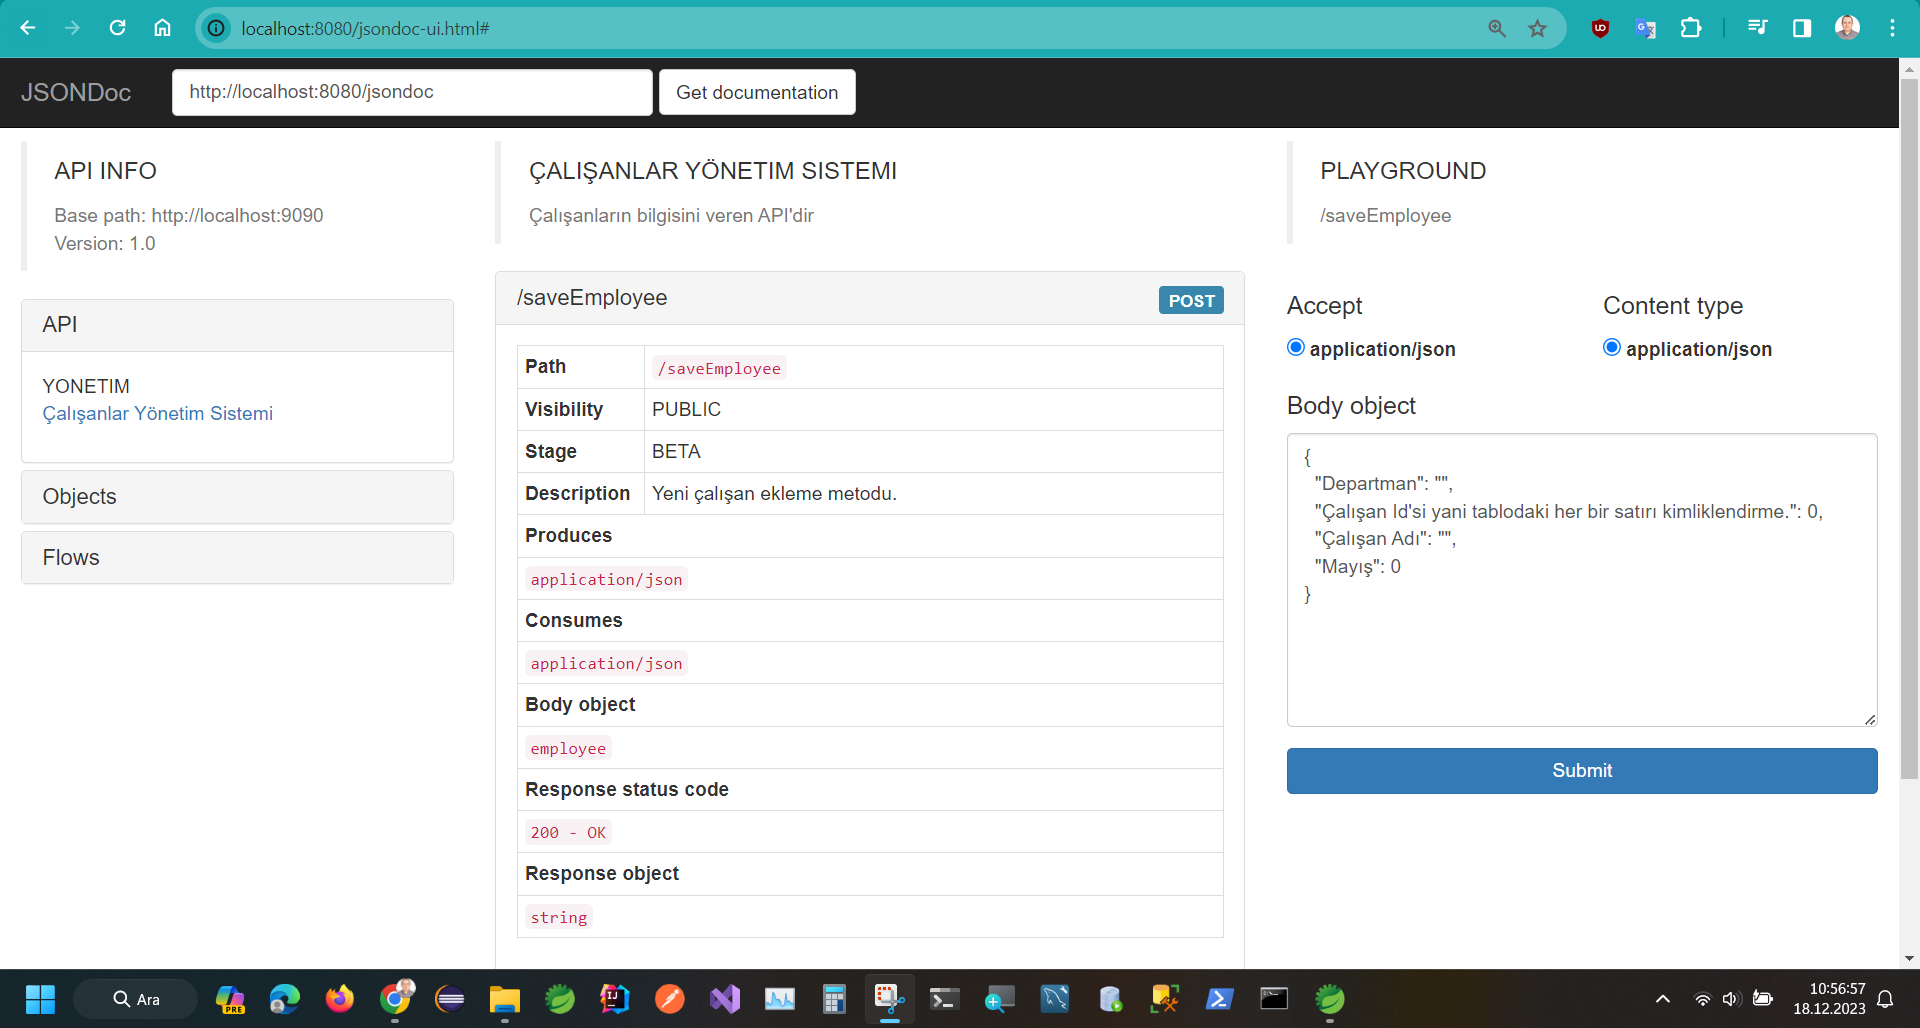 localhost:8080/jsondoc-ui.html#
JSONDoc
http://localhost:8080/jsondoc
Get documentation
API INFO
Base path: http://localhost:9090
Version: 1.0
API
YONETIM
Çalışanlar Yönetim Sistemi
Objects
Flows
ÇALIŞANLAR YÖNETIM SISTEMI
Çalışanların bilgisini veren API'dir
/saveEmployee
POST
Path
/saveEmployee
Visibility
PUBLIC
Stage
BETA
Description
Yeni çalışan ekleme metodu.
Produces
application/json
Consumes
application/json
Body object
employee
Response status code
200 - OK
Response object
string
PLAYGROUND
/saveEmployee
Accept
application/json
Content type
application/json
Body object
{
"Departman": "",
"Çalışan Id'si yani tablodaki her bir satırı kimliklendirme.": 0,
"Çalışan Adı": "",
"Mayış": 0
}
Submit
Ara
PRE
10:56:57
18.12.2023